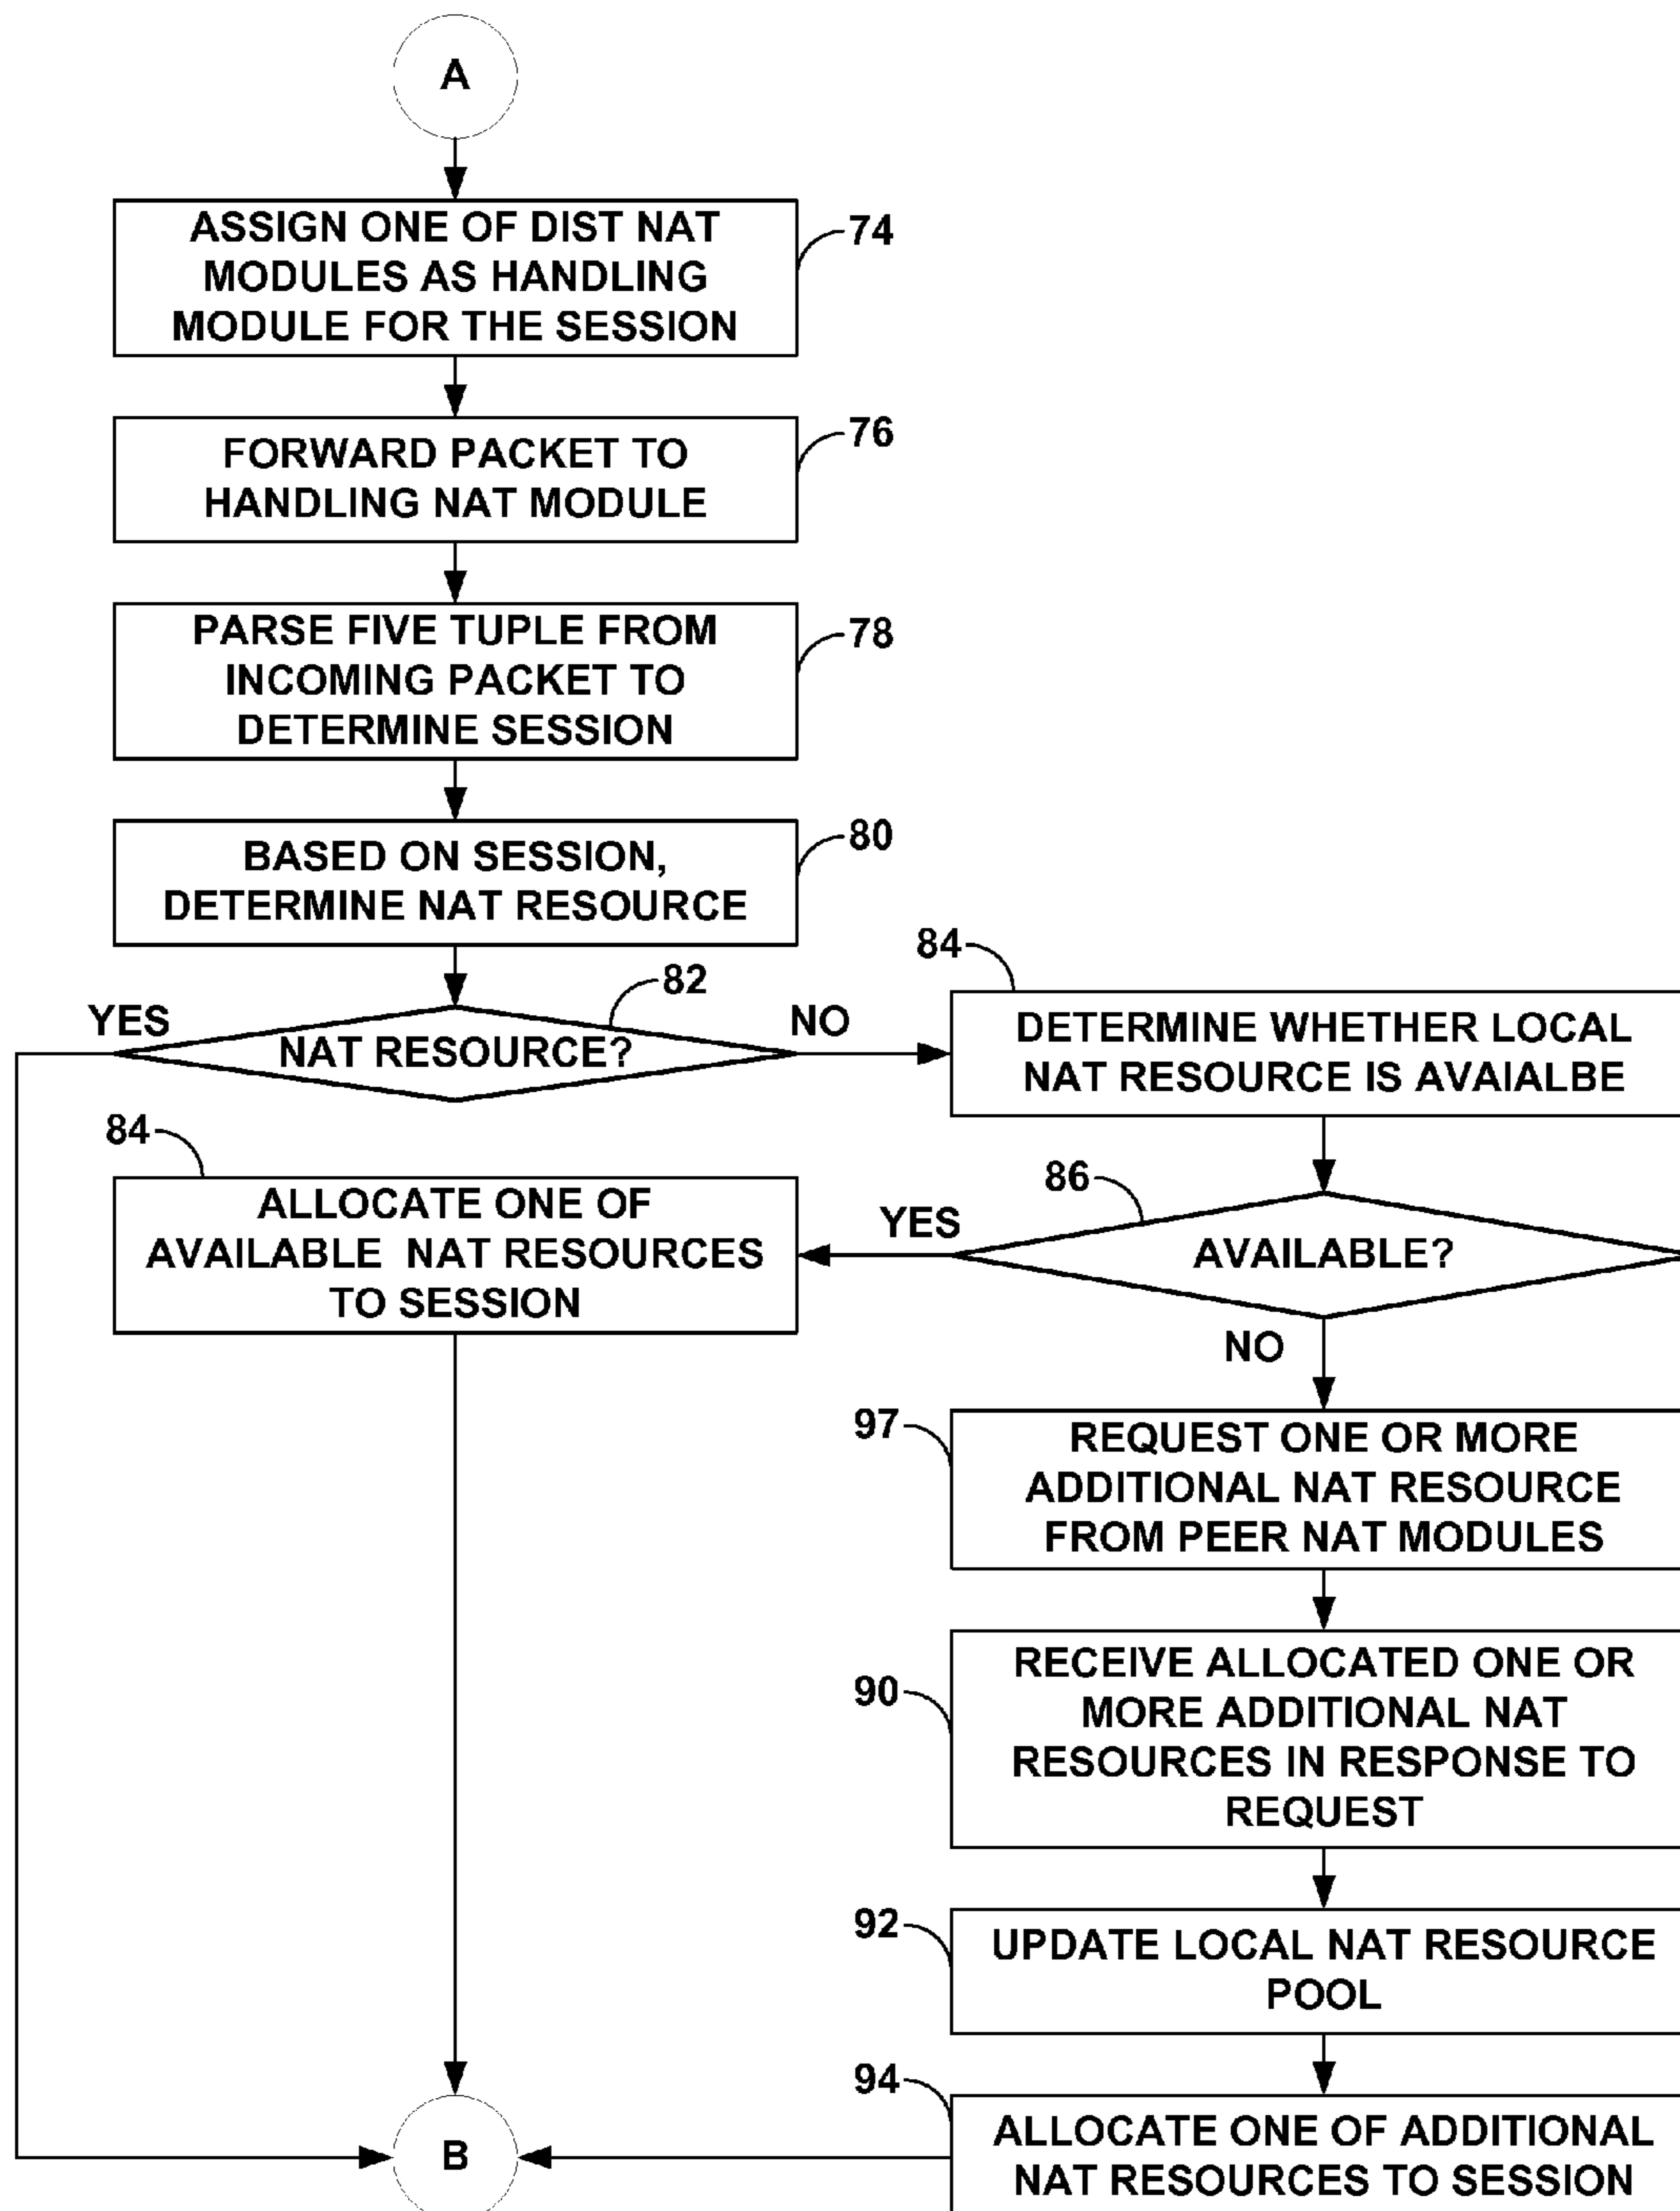 A
ASSIGN ONE OF DIST NAT
MODULES AS HANDLING
MODULE FOR THE SESSION
74
FORWARD PACKET TO
HANDLING NAT MODULE
76
PARSE FIVE TUPLE FROM
INCOMING PACKET TO
DETERMINE SESSION
78
BASED ON SESSION,
DETERMINE NAT RESOURCE
80
NAT RESOURCE?
82
YES
NO
84
DETERMINE WHETHER LOCAL
NAT RESOURCE IS AVAIALBE
86
AVAILABLE?
YES
NO
84
ALLOCATE ONE OF
AVAILABLE NAT RESOURCES
TO SESSION
97
REQUEST ONE OR MORE
ADDITIONAL NAT RESOURCE
FROM PEER NAT MODULES
90
RECEIVE ALLOCATED ONE OR
MORE ADDITIONAL NAT
RESOURCES IN RESPONSE TO
REQUEST
92
UPDATE LOCAL NAT RESOURCE
POOL
94
ALLOCATE ONE OF ADDITIONAL
NAT RESOURCES TO SESSION
B